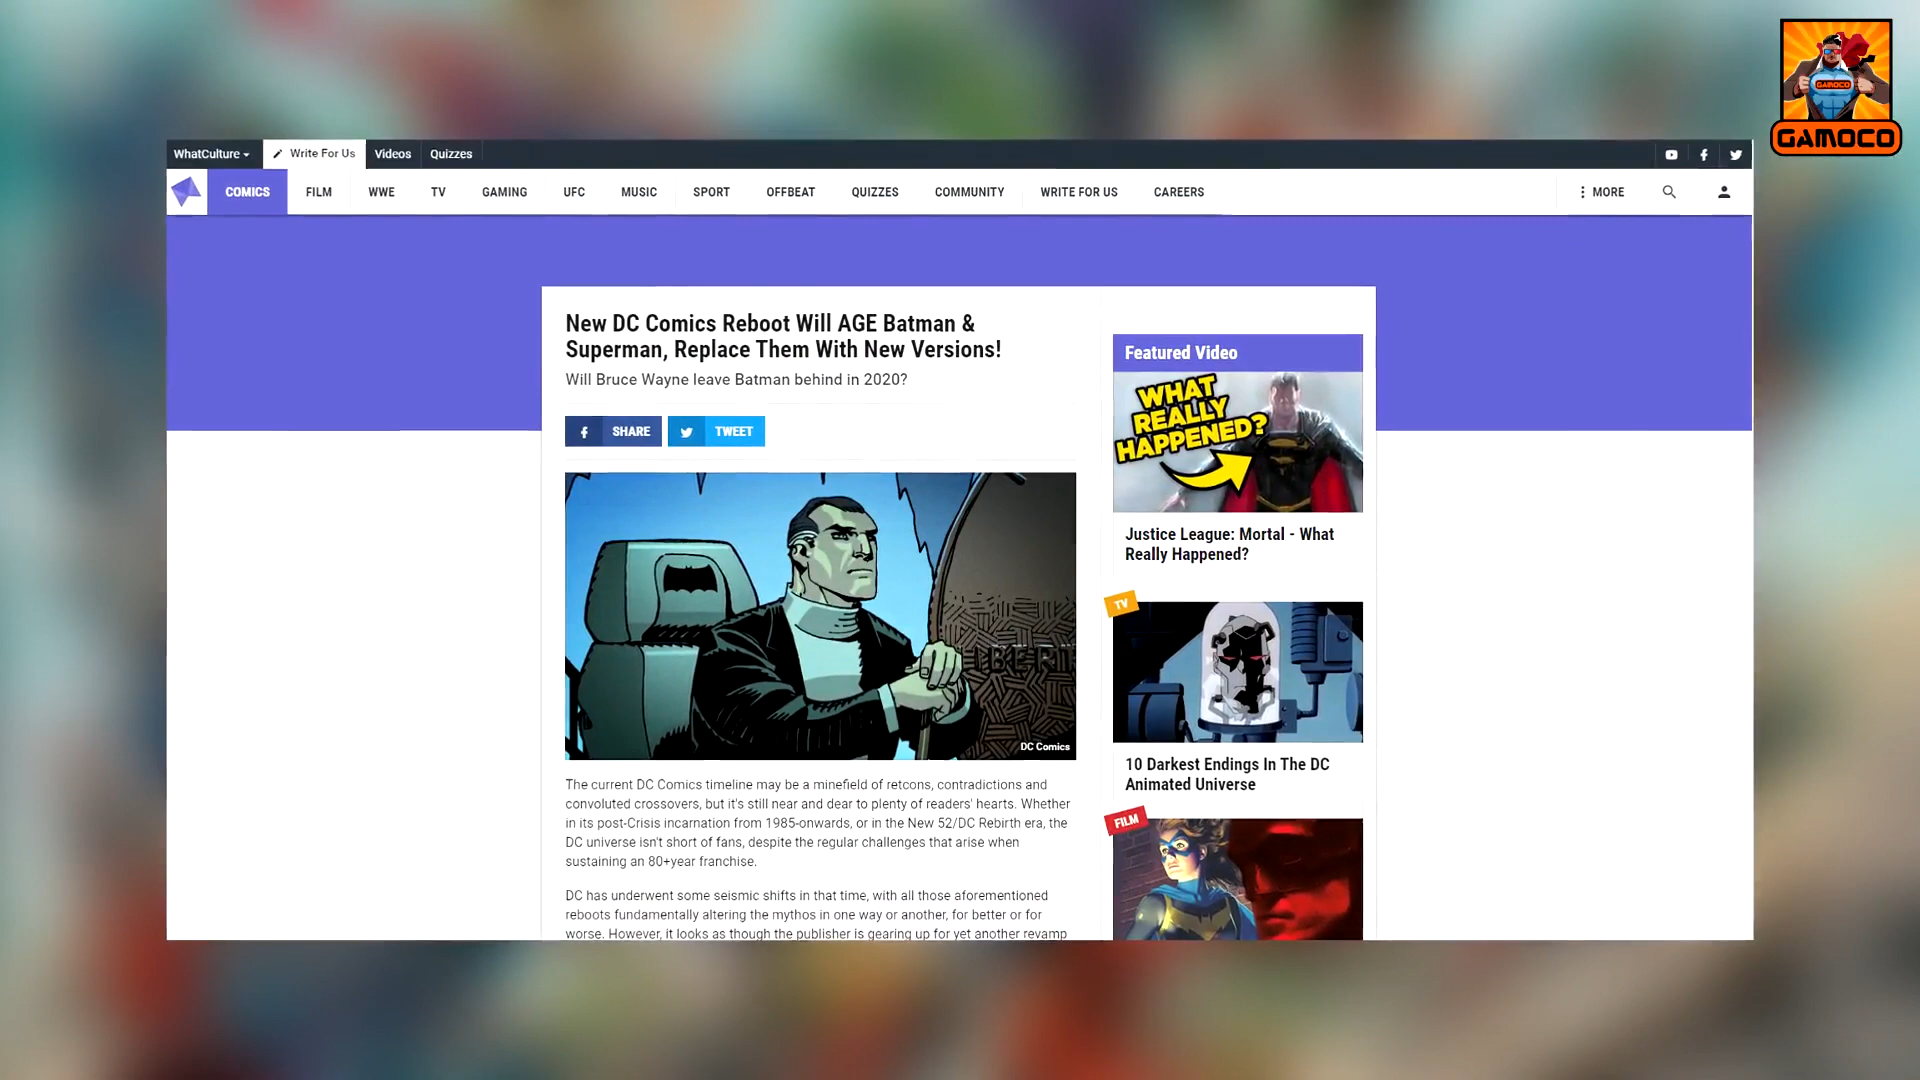 GAMOCO
GAMOCO
WhatCulture
Write For Us
Videos
Quizzes
COMICS
FILM
WWE
TV
GAMING
UFC
MUSIC
SPORT
OFFBEAT
QUIZZES
COMMUNITY
WRITE FOR US
CAREERS
MORE
New DC Comics Reboot Will AGE Batman &
Superman, Replace Them With New Versions!
Will Bruce Wayne leave Batman behind in 2020?
SHARE
TWEET
DC Comics
The current DC Comics timeline may be a minefield of retcons, contradictions and
convoluted crossovers, but it's still near and dear to plenty of readers' hearts. Whether
in its post-Crisis incarnation from 1985-onwards, or in the New 52/DC Rebirth era, the
DC universe isn't short of fans, despite the regular challenges that arise when
sustaining an 80+year franchise.
DC has underwent some seismic shifts in that time, with all those aforementioned
reboots fundamentally altering the mythos in one way or another, for better or for
worse. However, it looks as though the publisher is gearing up for yet another revamp
Featured Video
WHAT
REALLY
HAPPENED?
Justice League: Mortal - What
Really Happened?
TV
10 Darkest Endings In The DC
Animated Universe
FILM